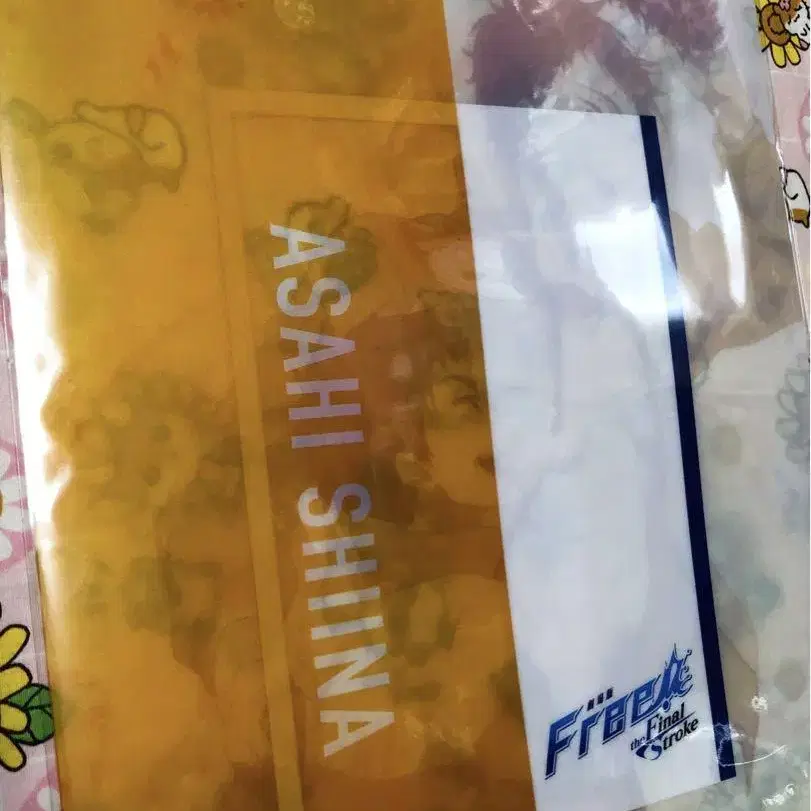 ASAHI SHIINA
Free!
the Final
Stroke